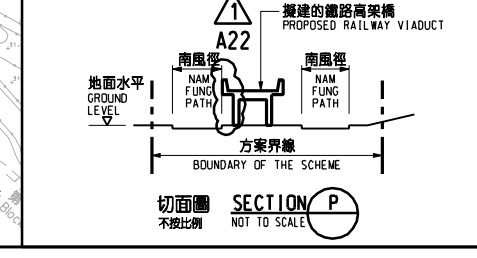 1
A22
擬建的鐵路高架橋
PROPOSED RAILWAY VIADUCT
南風徑
NAM
FUNG
PATH
南風徑
NAM
FUNG
PATH
地面水平
GROUND
LEVEL
方案界線
BOUNDARY OF THE SCHEME
切面圖
不按比例
SECTION P
NOT TO SCALE
第
Block